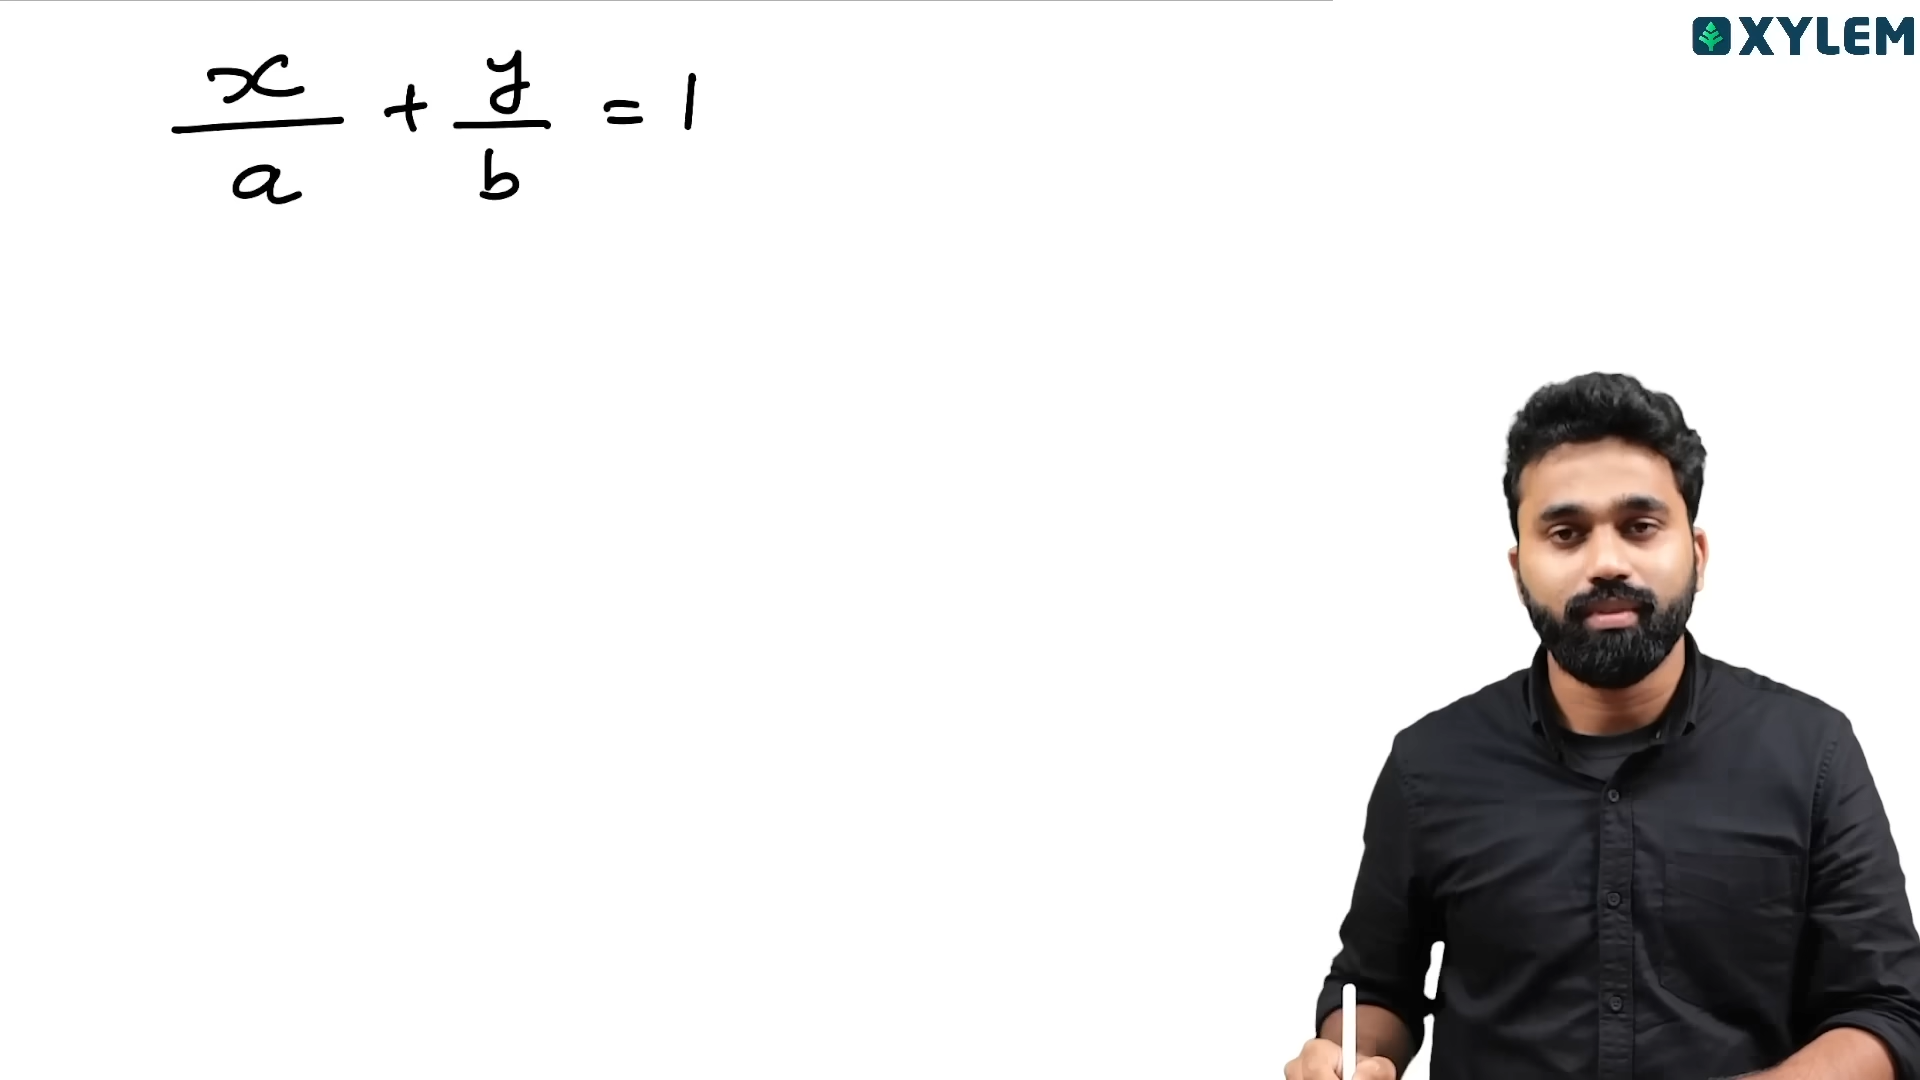 x/a + y/b = 1
XYLEM